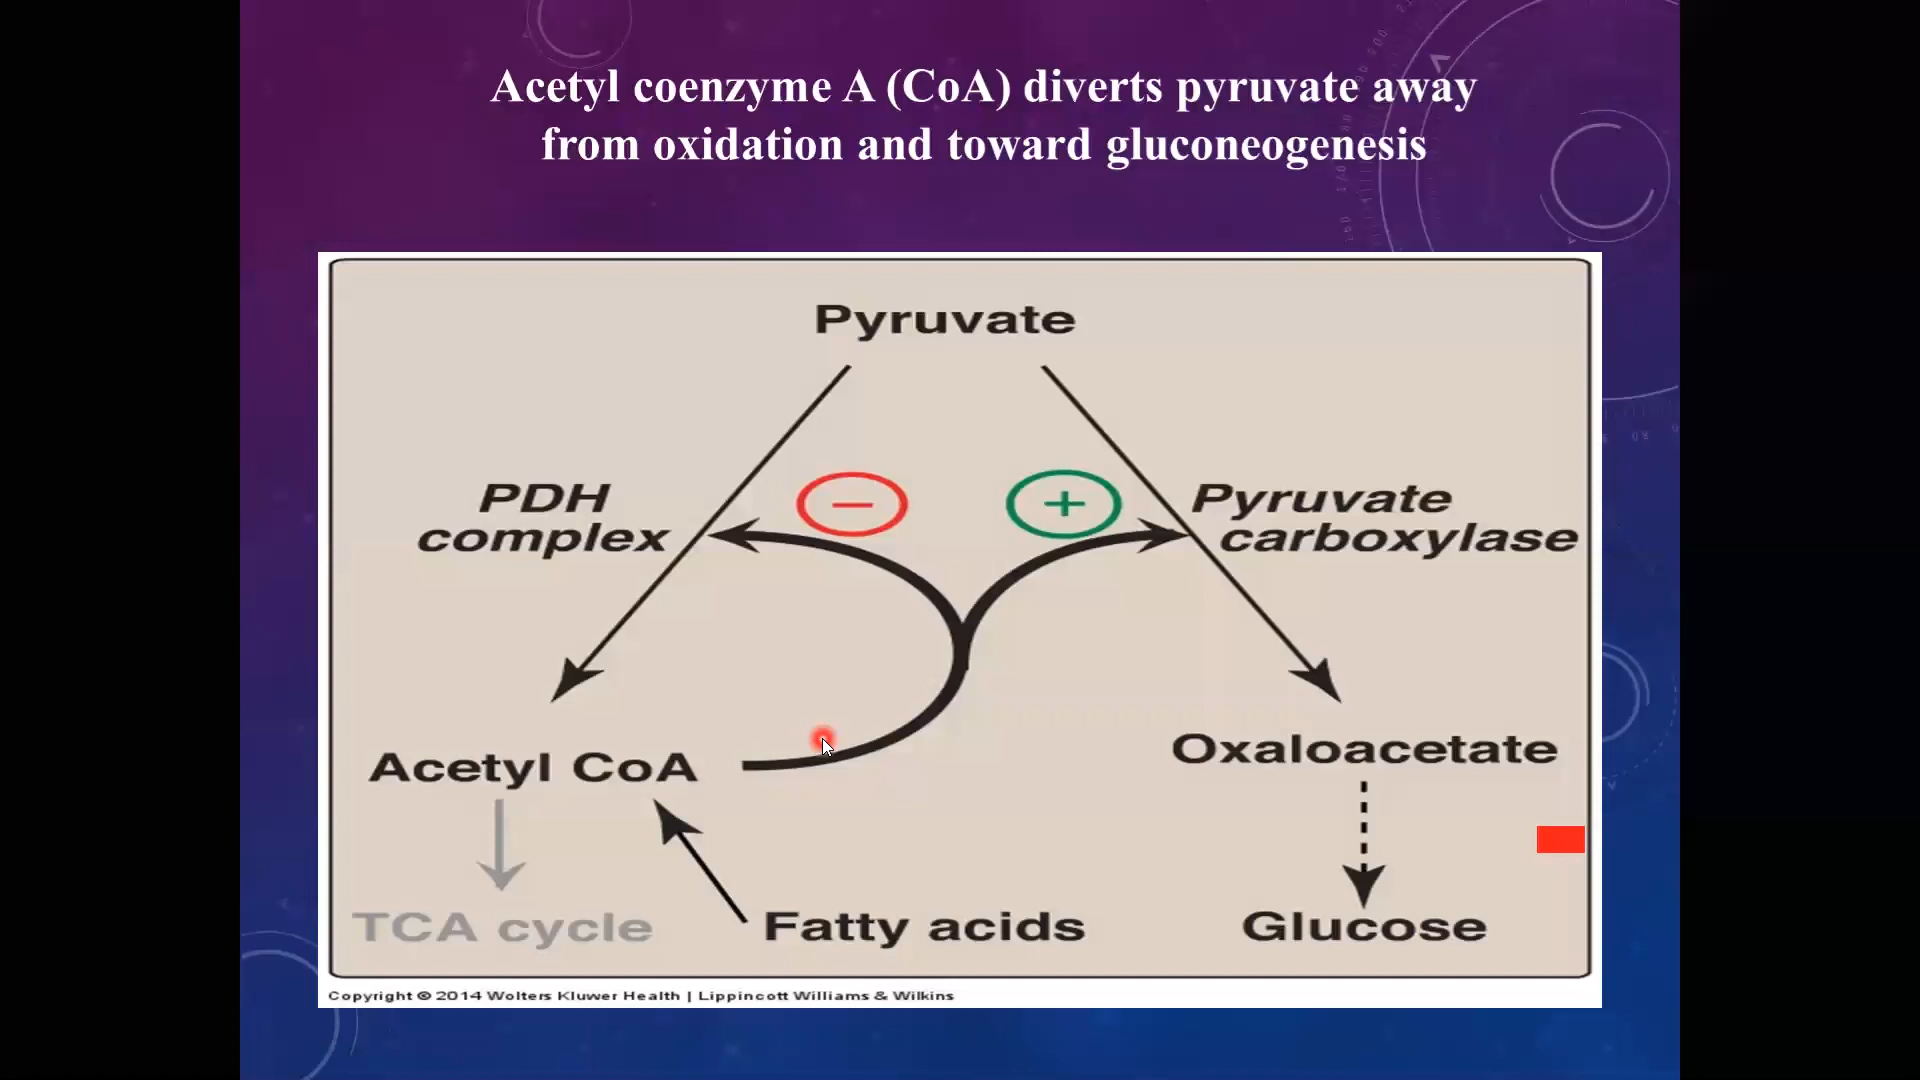 Acetyl coenzyme A (CoA) diverts pyruvate away
from oxidation and toward gluconeogenesis
Pyruvate
PDH
complex
−
+
Pyruvate
carboxylase
Acetyl CoA
Oxaloacetate
TCA cycle
Fatty acids
Glucose
Copyright © 2014 Wolters Kluwer Health | Lippincott Williams & Wilkins